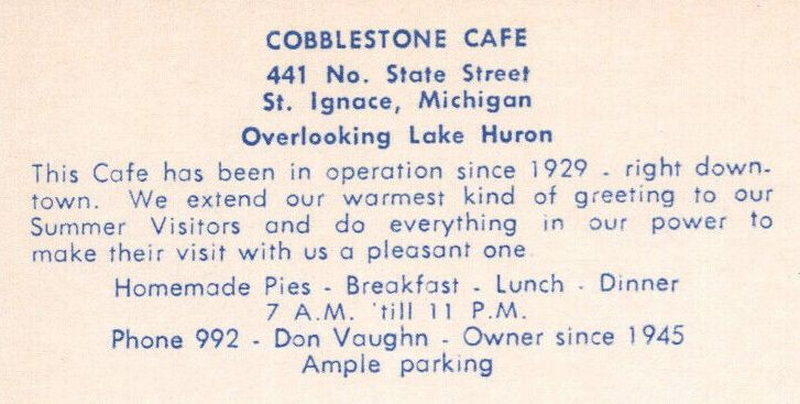 COBBLESTONE CAFE
441 No. State Street
St. Ignace, Michigan
Overlooking Lake Huron
This Cafe has been in operation since 1929 - right down-
town. We extend our warmest kind of greeting to our
Summer Visitors and do everything in our power to
make their visit with us a pleasant one.
Homemade Pies - Breakfast - Lunch - Dinner
7 A.M. 'till 11 P.M.
Phone 992 - Don Vaughn - Owner since 1945
Ample parking